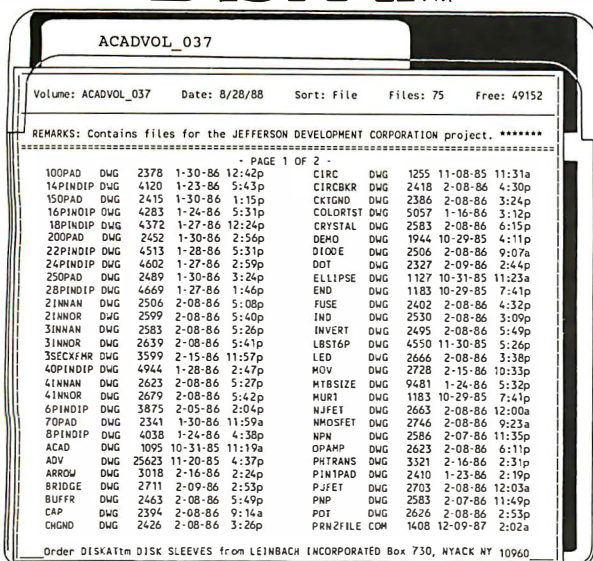 ACADVOL_037
Volume: ACADVOL_037 Date: 8/28/88 Sort: File Files: 75 Free: 49152
REMARKS: Contains files for the JEFFERSON DEVELOPMENT CORPORATION project. *******
- PAGE 1 OF 2 -
100PAD DWG 2378 1-30-86 12:42p CIRC DWG 1255 11-08-85 11:31a
14PINDIP DWG 4120 1-23-86 5:43p CIRCBKR DWG 2418 2-08-86 4:30p
150PAD DWG 2415 1-30-86 1:15p CKTGND DWG 2386 2-08-86 3:24p
16PINDIP DWG 4283 1-24-86 5:31p COLORTST DWG 5057 1-16-86 3:12p
18PINDIP DWG 4372 1-27-86 12:24p CRYSTAL DWG 2583 2-08-86 6:15p
200PAD DWG 2452 1-30-86 2:56p DEMO DWG 1944 10-29-85 4:11p
22PINDIP DWG 4513 1-28-86 5:31p DIODE DWG 2506 2-08-86 9:07a
24PINDIP DWG 4602 1-27-86 2:59p DOT DWG 2327 2-09-86 2:44p
250PAD DWG 2489 1-30-86 3:24p ELLIPSE DWG 1127 10-31-85 11:23a
28PINDIP DWG 4669 1-27-86 1:46p END DWG 1183 10-29-85 7:41p
2INNAN DWG 2506 2-08-86 5:08p FUSE DWG 2402 2-08-86 4:32p
2INNOR DWG 2599 2-08-86 5:40p IND DWG 2530 2-08-86 3:09p
3INNAN DWG 2583 2-08-86 5:26p INVERT DWG 2495 2-08-86 5:49p
3INNOR DWG 2639 2-08-86 5:41p LBST6P DWG 4550 11-30-85 5:26p
3SECXFMR DWG 3599 2-15-86 11:57p LED DWG 2666 2-08-86 3:38p
40PINDIP DWG 4944 1-28-86 2:47p MOV DWG 2728 2-15-86 10:33p
4INNAN DWG 2623 2-08-86 5:27p MTBSIZE DWG 9481 1-24-86 5:32p
4INNOR DWG 2679 2-08-86 5:42p MUR1 DWG 1183 10-29-85 7:41p
6PINDIP DWG 3875 2-05-86 2:04p NJFET DWG 2663 2-08-86 12:00a
70PAD DWG 2341 1-30-86 11:59a NMOSFET DWG 2746 2-08-86 9:23a
8PINDIP DWG 4038 1-24-86 4:38p NPN DWG 2586 2-07-86 11:35p
ACAD DWG 1095 10-31-85 11:19a OPAMP DWG 2623 2-08-86 6:11p
ADV DWG 25623 11-20-85 4:37p PHTRANS DWG 3321 2-16-86 2:31p
ARROW DWG 3018 2-16-86 2:24p PIN1PAD DWG 2410 1-23-86 2:19p
BRIDGE DWG 2711 2-09-86 2:53p PJFET DWG 2703 2-08-86 12:03a
BUFFR DWG 2463 2-08-86 5:49p PNP DWG 2583 2-07-86 11:49p
CAP DWG 2394 2-08-86 9:14a POT DWG 2626 2-08-86 2:53p
CHGND DWG 2426 2-08-86 3:26p PRN2FILE COM 1408 12-09-87 2:02a
Order DISKATtm DISK SLEEVES from LEINBACH INCORPORATED Box 730, NYACK NY 10960